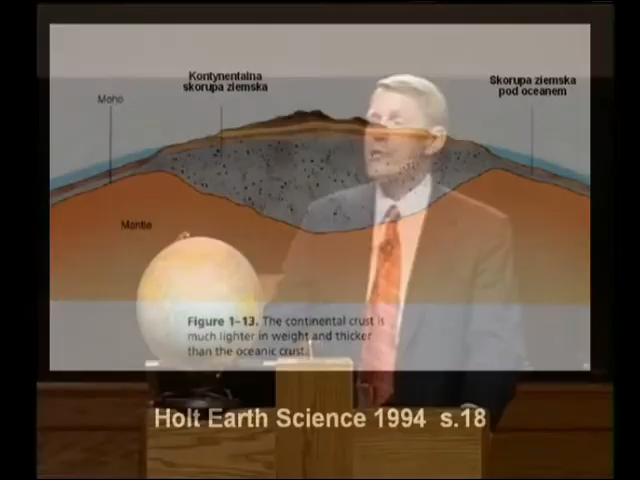 Kontynentalna
skorupa ziemska
Skorupa ziemska
pod oceanem
Moho
Mantle
Figure 1–13. The continental crust is
much lighter in weight and thicker
than the oceanic crust.
Holt Earth Science 1994 s.18